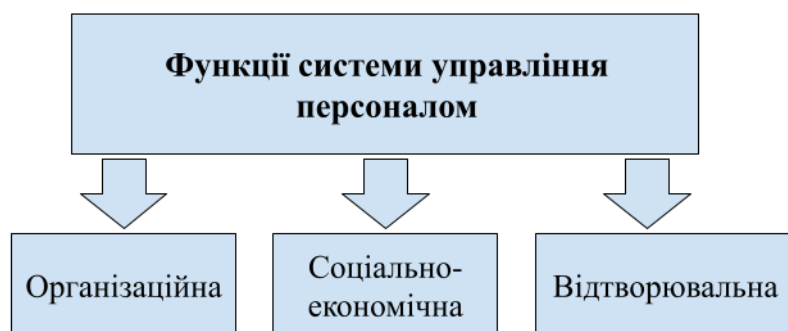 Функції системи управління
персоналом
Організаційна
Соціально-
економічна
Відтворювальна